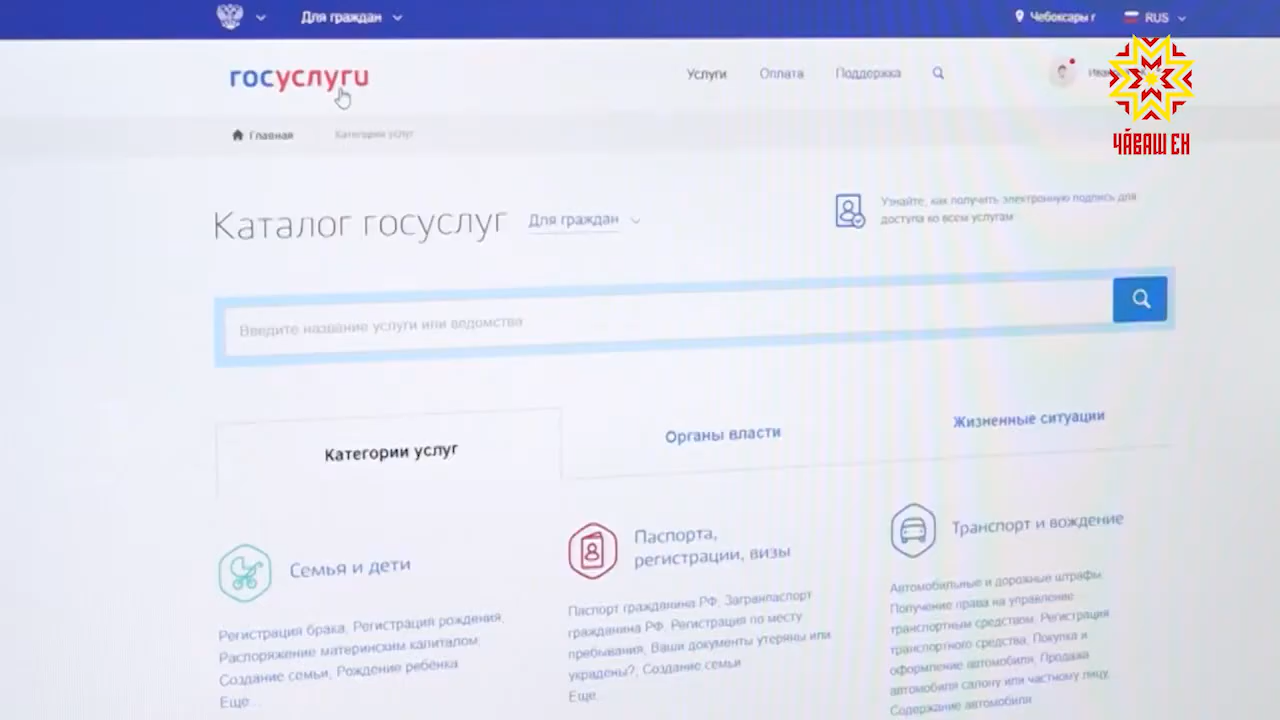 Для граждан
Чебоксары г
RUS
госуслуги
Услуги
Оплата
Поддержка
ЧӐВАШ ЕН
Главная
Категории услуг
Каталог госуслуг
Для граждан
Узнайте, как получить электронную подпись для
доступа ко всем услугам
Введите название услуги или ведомства
Категории услуг
Органы власти
Жизненные ситуации
Семья и дети
Регистрация брака, Регистрация рождения,
Распоряжение материнским капиталом,
Создание семьи, Рождение ребенка
Еще...
Паспорта,
регистрации, визы
Паспорт гражданина РФ, Загранпаспорт
гражданина РФ, Регистрация по месту
пребывания, Ваши документы утеряны или
украдены?, Создание семьи
Еще...
Транспорт и вождение
Автомобильные и дорожные штрафы,
Получение права на управление
транспортным средством, Регистрация
транспортного средства, Покупка и
оформление автомобиля, Продажа
автомобиля салону или частному лицу,
Содержание автомобиля